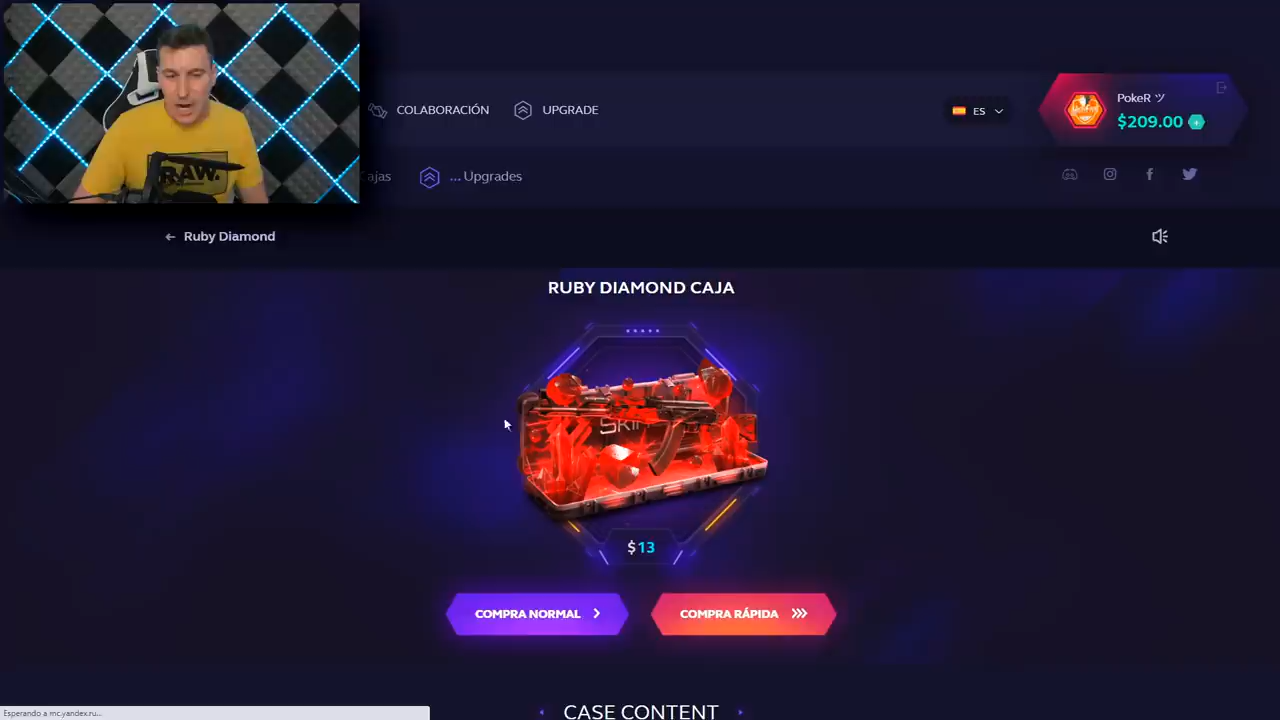 COLABORACIÓN
UPGRADE
ES
PokeR ツ
$209.00 +
RAW.
ajas
... Upgrades
← Ruby Diamond
RUBY DIAMOND CAJA
$13
COMPRA NORMAL
COMPRA RÁPIDA
CASE CONTENT
Esperando a mc.yandex.ru...